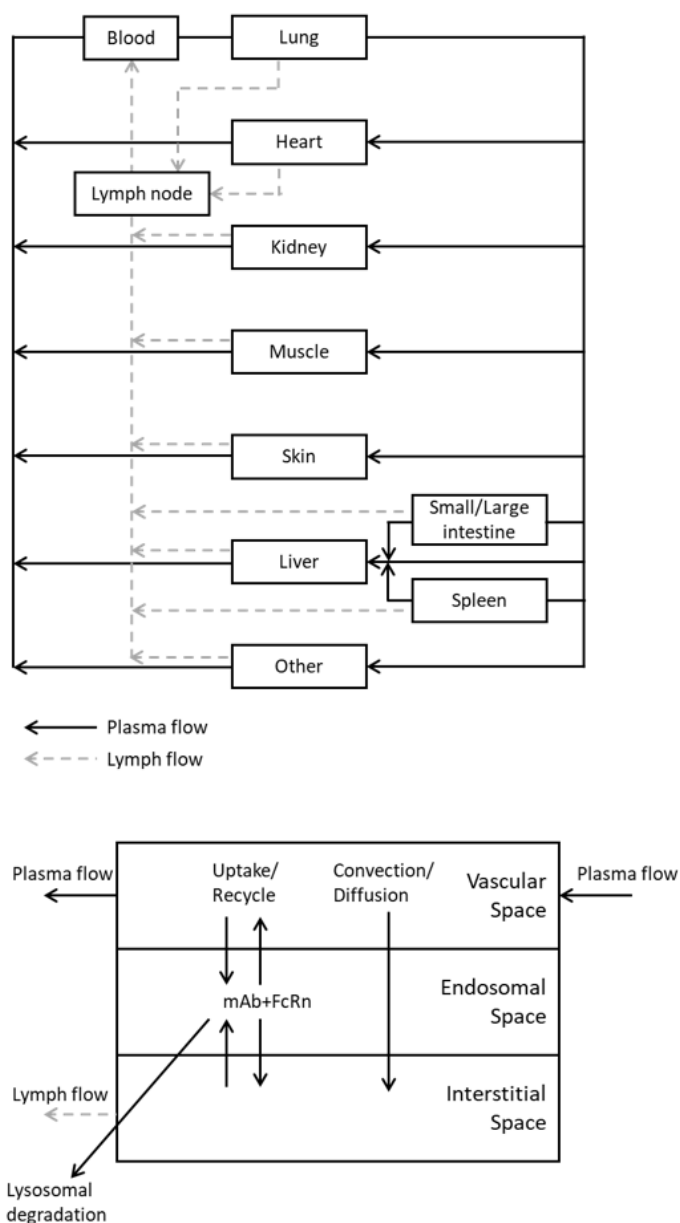 Blood
Lung
Heart
Lymph node
Kidney
Muscle
Skin
Small/Large
intestine
Liver
Spleen
Other
Plasma flow
Lymph flow
Plasma flow
Uptake/
Recycle
Convection/
Diffusion
Vascular
Space
Plasma flow
mAb+FcRn
Endosomal
Space
Lymph flow
Interstitial
Space
Lysosomal
degradation